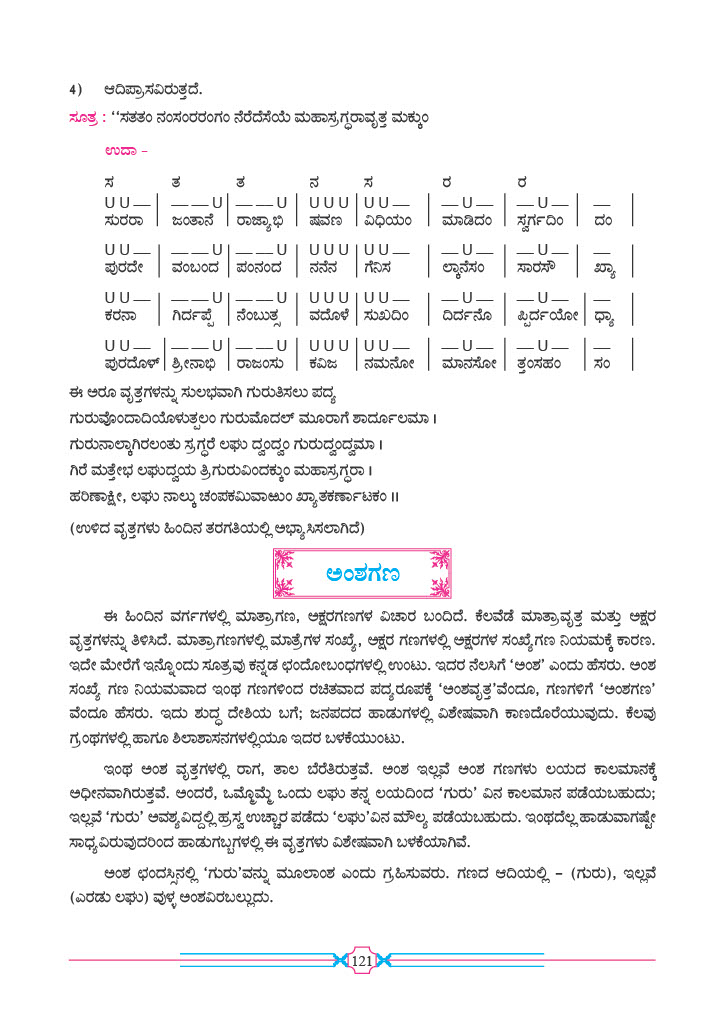 4) ಆದಿಪ್ರಾಸವಿರುತ್ತದೆ.
ಸೂತ್ರ : ‘‘ಸತತಂ ನಂಸಂರರಂಗಂ ನೆರೆದೆಸೆಯೆ ಮಹಾಸ್ರಗ್ಧರಾವೃತ್ತ ಮಕ್ಕುಂ
ಉದಾ –
ಸ ತ ತ ನ ಸ ರ ರ
U U — | — — U | — — U | U U U | U U — | — U — | — U — | — |
ಸುರರಾ | ಜಂತಾನೆ | ರಾಜ್ಯಾಭಿ | ಷವಣ | ವಿಧಿಯಂ | ಮಾಡಿದಂ | ಸ್ವರ್ಗದಿಂ | ದಂ |
U U — | — — U | — — U | U U U | U U — | — U — | — U — | — |
ಪುರದೇ | ವಂಬಂದ | ಪಂನಂದ | ನನೆನ | ಗೆನಿಸ | ಲ್ಕಾನೆಸಂ | ಸಾರಸೌ | ಖ್ಯಾ |
U U — | — — U | — — U | U U U | U U — | — U — | — U — | — |
ಕರನಾ | ಗಿರ್ದಪ್ಪೆ | ನೆಂಬುತ್ಸ | ವದೊಳೆ | ಸುಖದಿಂ | ದಿರ್ದನೊ | ಪ್ಪಿರ್ದಯೋ | ಧ್ಯಾ |
U U — | — — U | — — U | U U U | U U — | — U — | — U — | — |
ಪುರದೊಳ್ | ಶ್ರೀನಾಭಿ | ರಾಜಂಸು | ಕವಿಜ | ನಮನೋ | ಮಾನಸೋ | ತ್ತಂಸಹಂ | ಸಂ |
ಈ ಅರೂ ವೃತ್ತಗಳನ್ನು ಸುಲಭವಾಗಿ ಗುರುತಿಸಲು ಪದ್ಯ
ಗುರುವೊಂದಾದಿಯೊಳುತ್ಪಲಂ ಗುರುಮೊದಲ್ ಮೂರಾಗೆ ಶಾರ್ದೂಲಮಾ ।
ಗುರುನಾಲ್ಕಾಗಿರಲಂತು ಸ್ರಗ್ಧರೆ ಲಘು ದ್ವಂದ್ವಂ ಗುರುದ್ವಂದ್ವಮಾ ।
ಗಿರೆ ಮತ್ತೇಭ ಲಘುದ್ವಯ ತ್ರಿಗುರುವಿಂದಕ್ಕುಂ ಮಹಾಸ್ರಗ್ಧರಾ ।
ಹರಿಣಾಕ್ಷೀ, ಲಘು ನಾಲ್ಕು ಚಂಪಕಮಿವಾಱುಂ ಖ್ಯಾತಕರ್ಣಾಟಕಂ ॥
(ಉಳಿದ ವೃತ್ತಗಳು ಹಿಂದಿನ ತರಗತಿಯಲ್ಲಿ ಅಭ್ಯಾಸಿಸಲಾಗಿದೆ)
ಅಂಶಗಣ
ಈ ಹಿಂದಿನ ವರ್ಗಗಳಲ್ಲಿ ಮಾತ್ರಾಗಣ, ಅಕ್ಷರಗಣಗಳ ವಿಚಾರ ಬಂದಿದೆ. ಕೆಲವೆಡೆ ಮಾತ್ರಾವೃತ್ತ ಮತ್ತು ಅಕ್ಷರ
ವೃತ್ತಗಳನ್ನು ತಿಳಿಸಿದೆ. ಮಾತ್ರಾಗಣಗಳಲ್ಲಿ ಮಾತ್ರೆಗಳ ಸಂಖ್ಯೆ, ಅಕ್ಷರ ಗಣಗಳಲ್ಲಿ ಅಕ್ಷರಗಳ ಸಂಖ್ಯೆಗಣ ನಿಯಮಕ್ಕೆ ಕಾರಣ.
ಇದೇ ಮೇರೆಗೆ ಇನ್ನೊಂದು ಸೂತ್ರವು ಕನ್ನಡ ಛಂದೋಬಂಧಗಳಲ್ಲಿ ಉಂಟು. ಇದರ ನೆಲಸಿಗೆ ‘ಅಂಶ’ ಎಂದು ಹೆಸರು. ಅಂಶ
ಸಂಖ್ಯೆ ಗಣ ನಿಯಮವಾದ ಇಂಥ ಗಣಗಳಿಂದ ರಚಿತವಾದ ಪದ್ಯರೂಪಕ್ಕೆ ‘ಅಂಶವೃತ್ತ’ವೆಂದೂ, ಗಣಗಳಿಗೆ ‘ಅಂಶಗಣ’
ವೆಂದೂ ಹೆಸರು. ಇದು ಶುದ್ಧ ದೇಶಿಯ ಬಗೆ; ಜನಪದದ ಹಾಡುಗಳಲ್ಲಿ ವಿಶೇಷವಾಗಿ ಕಾಣದೊರೆಯುವುದು. ಕೆಲವು
ಗ್ರಂಥಗಳಲ್ಲಿ ಹಾಗೂ ಶಿಲಾಶಾಸನಗಳಲ್ಲಿಯೂ ಇದರ ಬಳಕೆಯುಂಟು.
ಇಂಥ ಅಂಶ ವೃತ್ತಗಳಲ್ಲಿ ರಾಗ, ತಾಲ ಬೆರೆತಿರುತ್ತವೆ. ಅಂಶ ಇಲ್ಲವೆ ಅಂಶ ಗಣಗಳು ಲಯದ ಕಾಲಮಾನಕ್ಕೆ
ಅಧೀನವಾಗಿರುತ್ತವೆ. ಅಂದರೆ, ಒಮ್ಮೊಮ್ಮೆ ಒಂದು ಲಘು ತನ್ನ ಲಯದಿಂದ ‘ಗುರು’ ವಿನ ಕಾಲಮಾನ ಪಡೆಯಬಹುದು;
ಇಲ್ಲವೆ ‘ಗುರು’ ಅವಶ್ಯವಿದ್ದಲ್ಲಿ ಹ್ರಸ್ವ ಉಚ್ಚಾರ ಪಡೆದು ‘ಲಘು’ವಿನ ಮೌಲ್ಯ ಪಡೆಯಬಹುದು. ಇಂಥದೆಲ್ಲ ಹಾಡುವಾಗಷ್ಟೇ
ಸಾಧ್ಯವಿರುವುದರಿಂದ ಹಾಡುಗಬ್ಬಗಳಲ್ಲಿ ಈ ವೃತ್ತಗಳು ವಿಶೇಷವಾಗಿ ಬಳಕೆಯಾಗಿವೆ.
ಅಂಶ ಛಂದಸ್ಸಿನಲ್ಲಿ ‘ಗುರು’ವನ್ನು ಮೂಲಾಂಶ ಎಂದು ಗ್ರಹಿಸುವರು. ಗಣದ ಆದಿಯಲ್ಲಿ – (ಗುರು), ಇಲ್ಲವೆ
(ಎರಡು ಲಘು) ವುಳ್ಳ ಅಂಶವಿರಬಲ್ಲುದು.
121